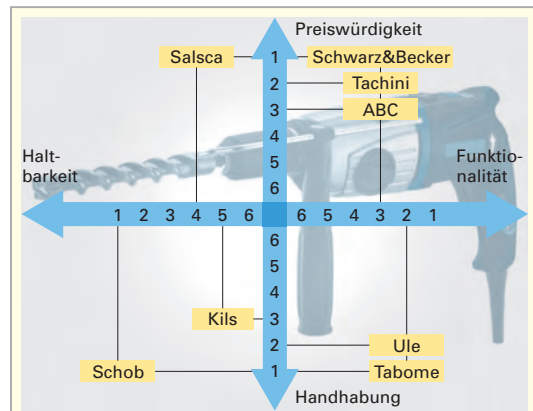 Preiswürdigkeit
Salsca 1 Schwarz&Becker
2 Tachini
3 ABC
4
Halt-
barkeit
5
Funktio-
nalität
6
1 2 3 4 5 6 6 5 4 3 2 1
6
5
4
Kils 3
2 Ule
Schob 1 Tabome
Handhabung